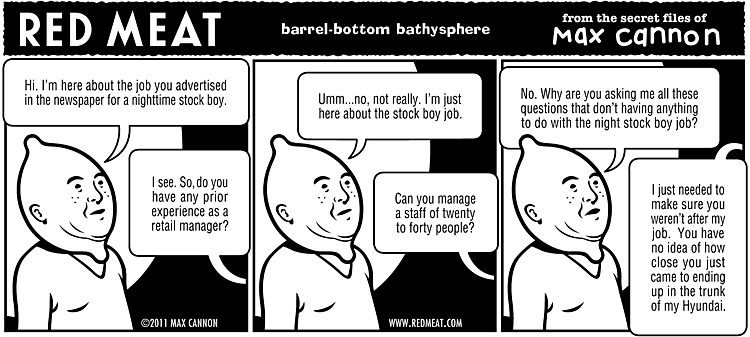 RED MEAT
barrel-bottom bathysphere
from the secret files of
Max Cannon
Hi. I'm here about the job you advertised
in the newspaper for a nighttime stock boy.
I see. So, do you
have any prior
experience as a
retail manager?
©2011 MAX CANNON
Umm...no, not really. I'm just
here about the stock boy job.
Can you manage
a staff of twenty
to forty people?
WWW.REDMEAT.COM
No. Why are you asking me all these
questions that don't having anything
to do with the night stock boy job?
I just needed to
make sure you
weren't after my
job. You have
no idea of how
close you just
came to ending
up in the trunk
of my Hyundai.